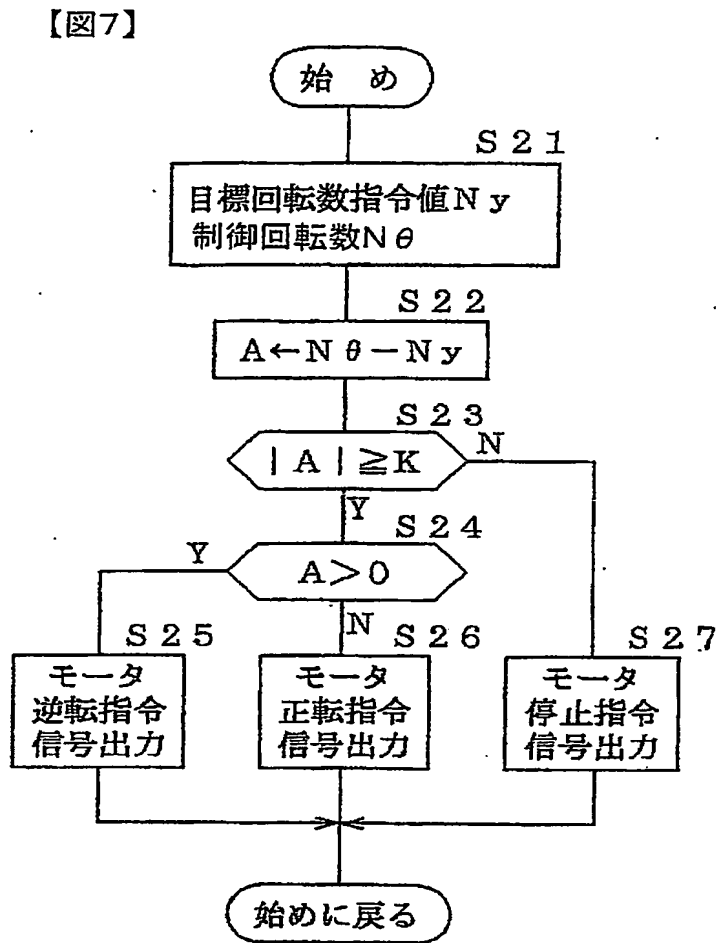 【図7】
始 め
S21
目標回転数指令値Ny
制御回転数Nθ
S22
A←Nθ-Ny
S23
|A|≧K
N
Y
S24
Y
A>0
N
S25
S26
S27
モータ
逆転指令
信号出力
モータ
正転指令
信号出力
モータ
停止指令
信号出力
始めに戻る